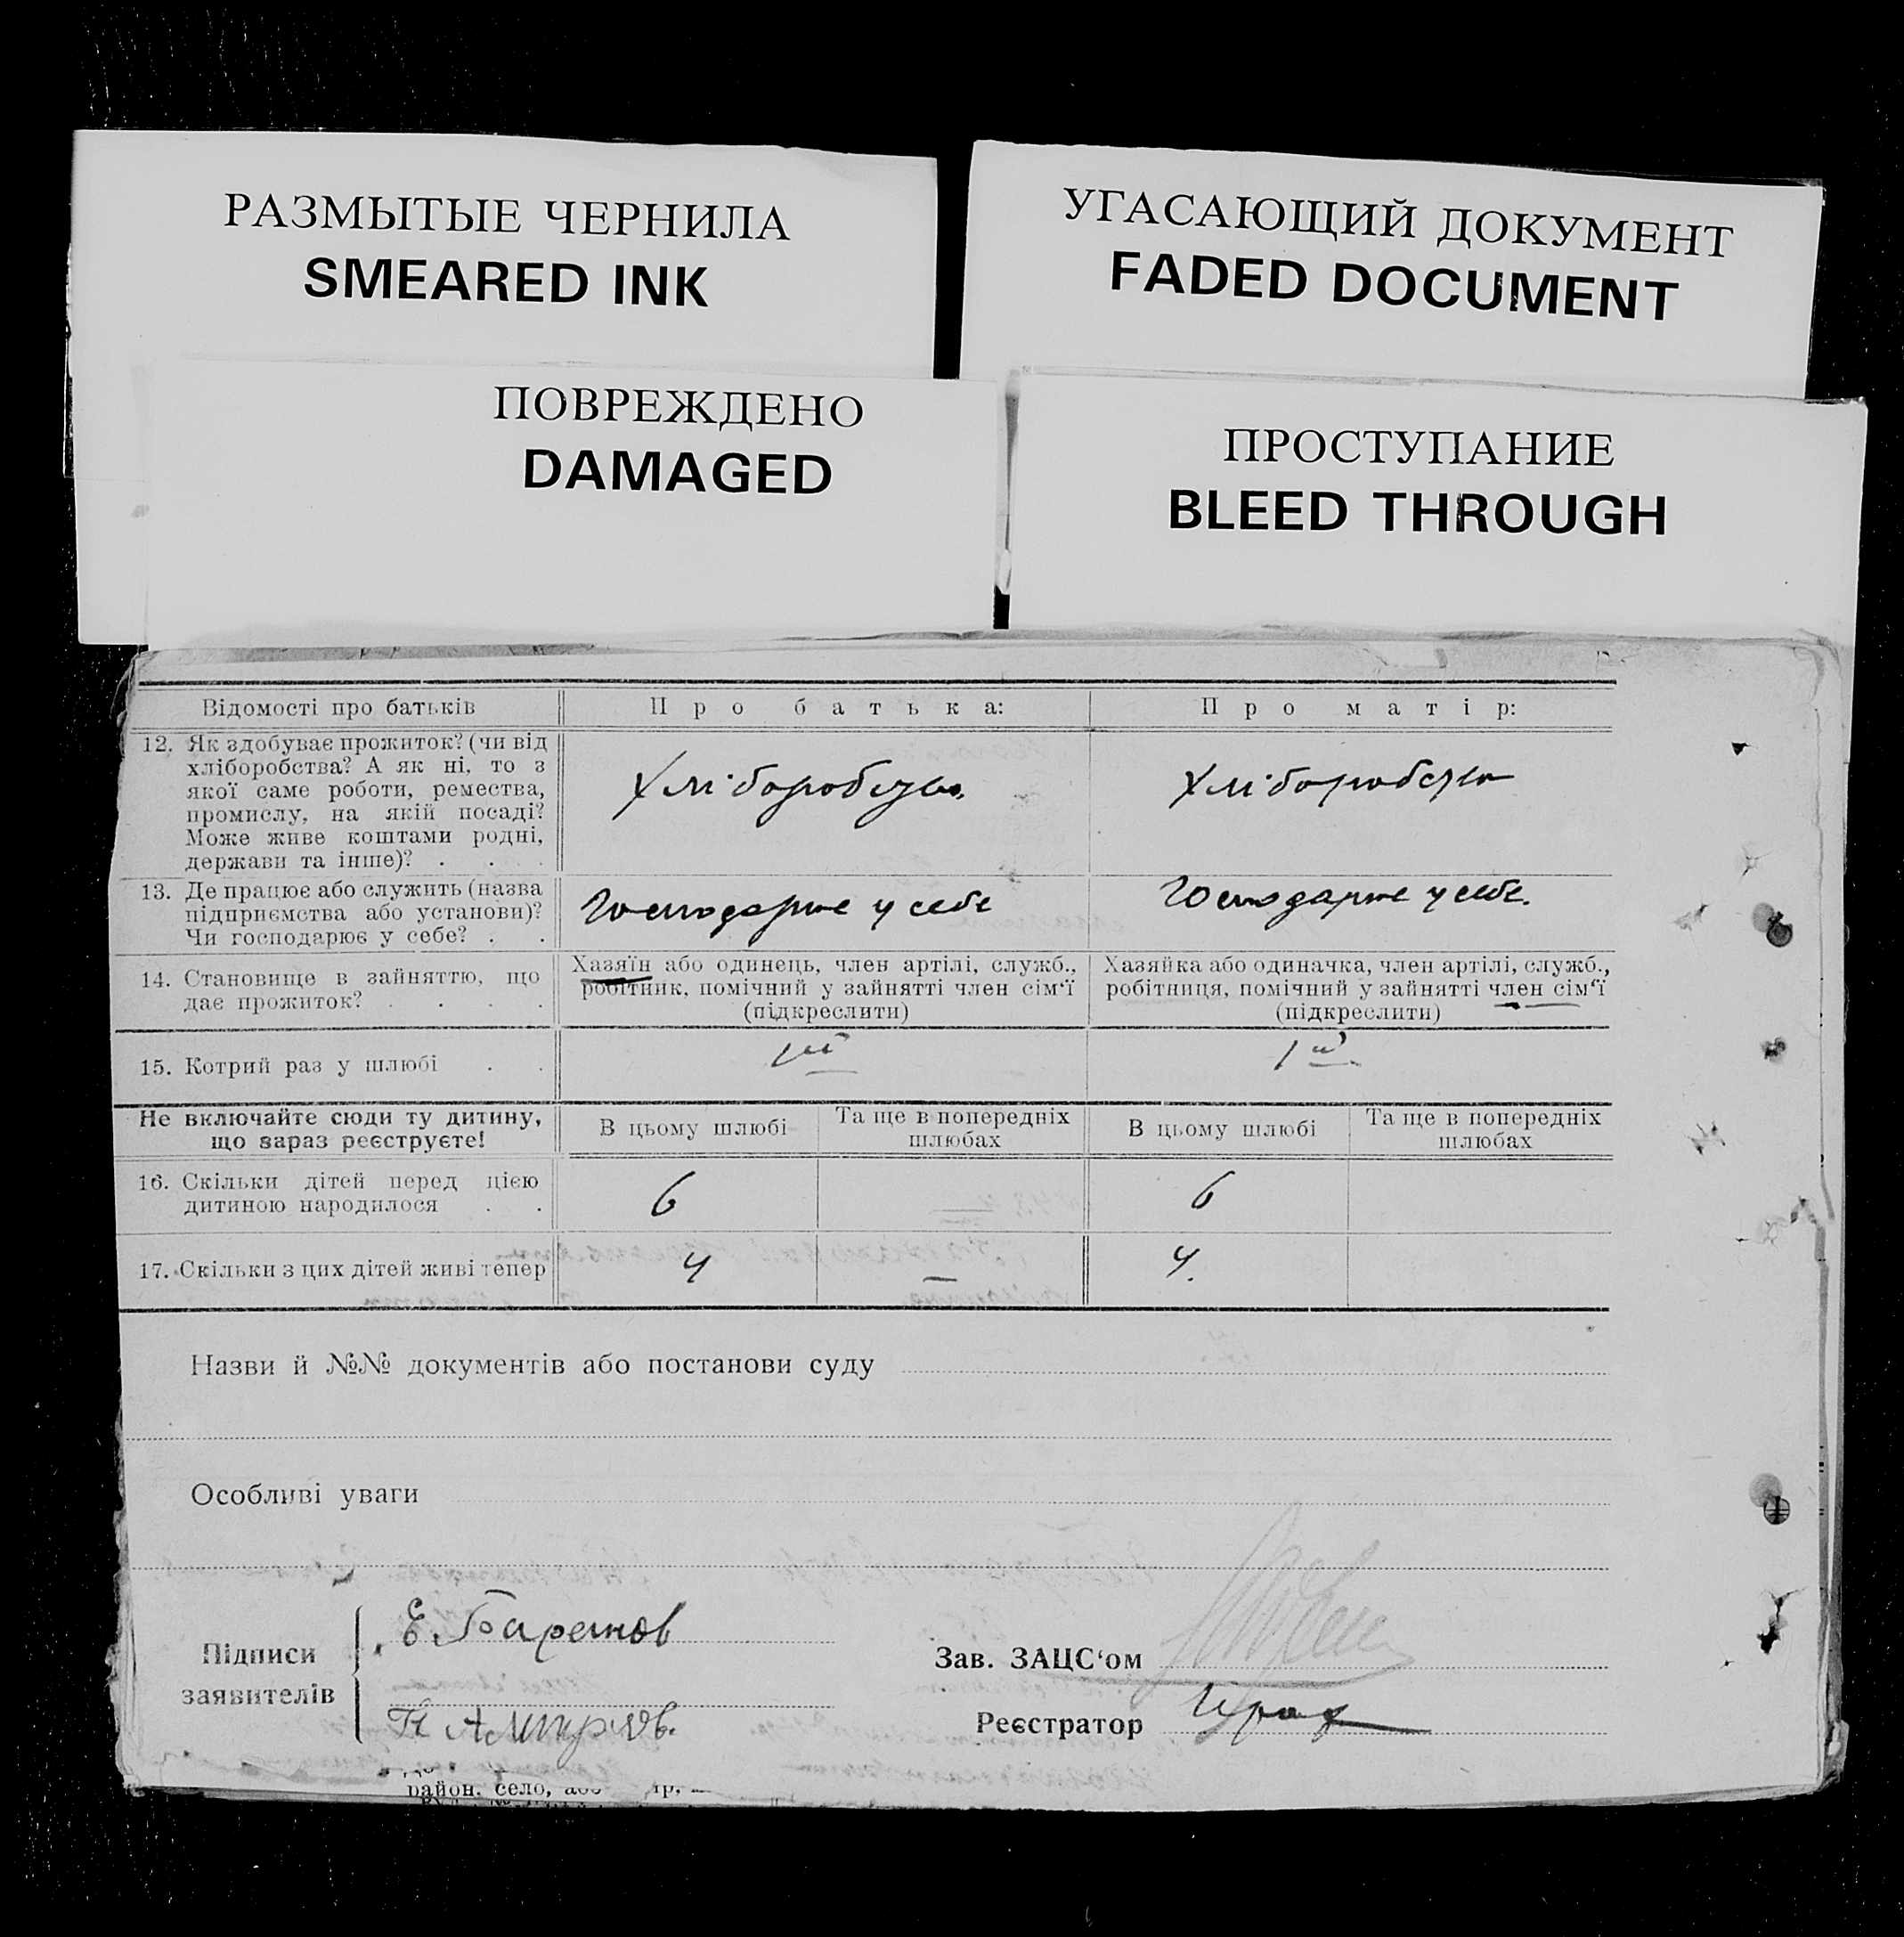 РАЗМЫТЫЕ ЧЕРНИЛА
SMEARED INK
УГАСАЮЩИЙ ДОКУМЕНТ
FADED DOCUMENT
ПОВРЕЖДЕНО
DAMAGED
ПРОСТУПАНИЕ
BLEED THROUGH
Відомості про батьків
Про батька:
Про матір:
12. Як здобуває прожиток? (чи від
хліборобства? А як ні, то з
якої саме роботи, ремества,
промислу, на якій посаді?
Може живе коштами родні,
держави та інше)? . . .
Хліборобство
Хліборобство
13. Де працює або служить (назва
підприємства або установи)?
Чи господарює у себе? . .
Господарює у себе
Господарює у себе.
14. Становище в зайняттю, що
дає прожиток? . . . .
Хазяїн або одинець, член артілі, служб.,
робітник, помічний у зайнятті член сім‘ї
(підкреслити)
Хазяйка або одиначка, член артілі, служб.,
робітниця, помічний у зайнятті член сім‘ї
(підкреслити)
15. Котрий раз у шлюбі . .
1ий
1ий
Не включайте сюди ту дитину,
що зараз реєструєте!
В цьому шлюбі
Та ще в попередніх
шлюбах
В цьому шлюбі
Та ще в попередніх
шлюбах
16. Скільки дітей перед цією
дитиною народилося . .
6
—
6
17. Скільки з цих дітей живі тепер
4
—
4.
Назви й №№ документів або постанови суду
Особливі уваги
Підписи
заявителів
Е.
Зав. ЗАЦС‘ом
Реєстратор
район, село,